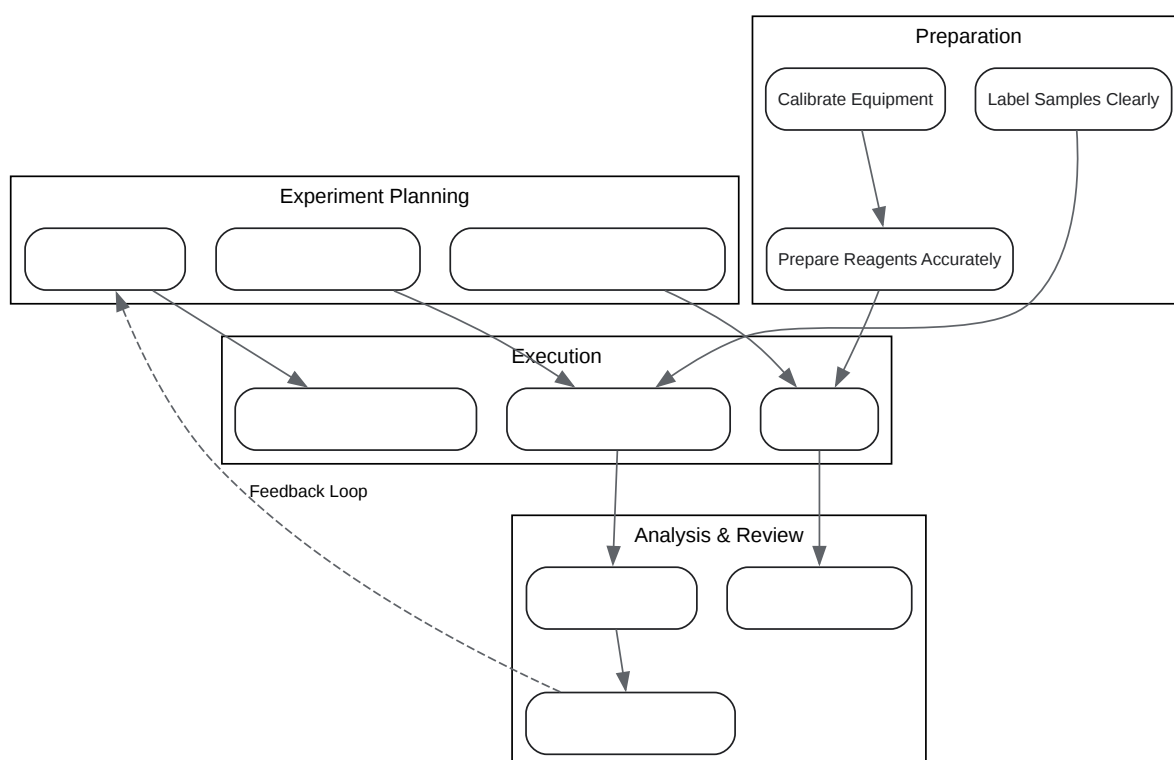 Preparation
Calibrate Equipment
Label Samples Clearly
Experiment Planning
Prepare Reagents Accurately
Execution
Feedback Loop
Analysis & Review